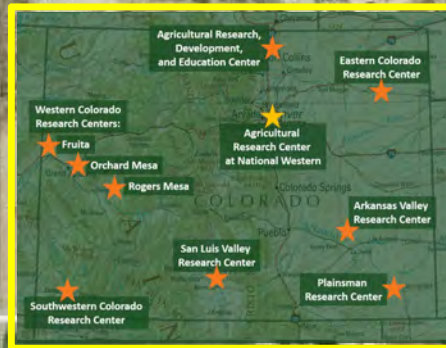 Agricultural Research,
Development,
and Education Center
Eastern Colorado
Research Center
Western Colorado
Research Centers:
Fruita
Orchard Mesa
Rogers Mesa
Agricultural
Research Center
at National Western
Colorado Springs
COLORADO
Pueblo
Arkansas Valley
Research Center
San Luis Valley
Research Center
Plainsman
Research Center
Southwestern Colorado
Research Center